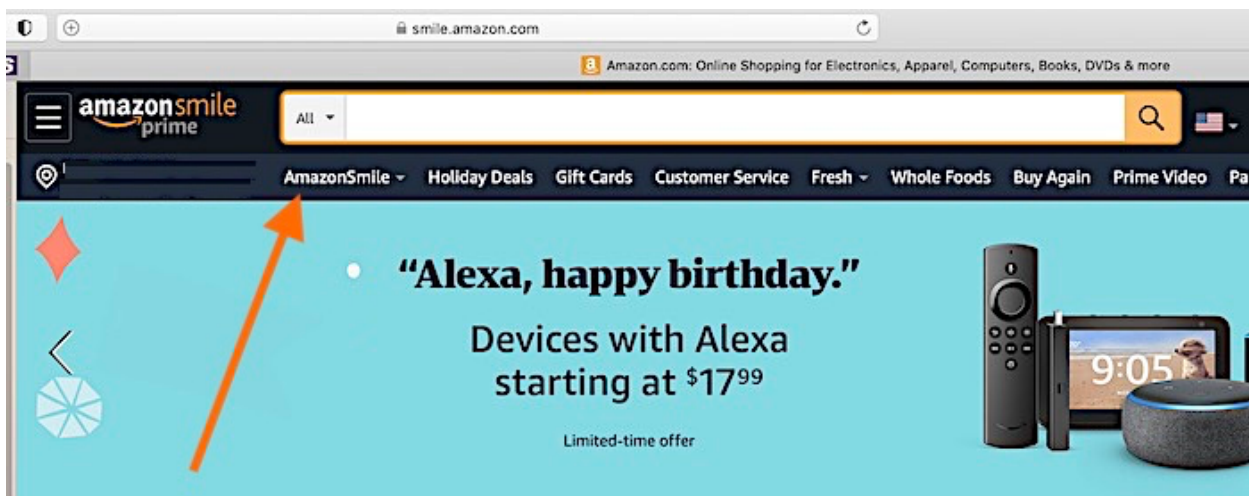 smile.amazon.com
Amazon.com: Online Shopping for Electronics, Apparel, Computers, Books, DVDs & more
amazonsmile
prime
All
AmazonSmile Holiday Deals Gift Cards Customer Service Fresh Whole Foods Buy Again Prime Video Pa
“Alexa, happy birthday.”
Devices with Alexa
starting at $1799
Limited-time offer
9:05